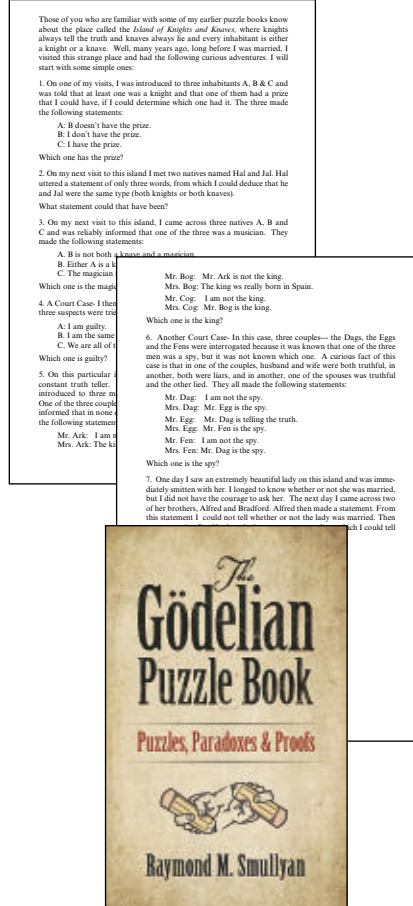 Those of you who are familiar with some of my earlier puzzle books know
about the place called the Island of Knights and Knaves, where knights
always tell the truth and knaves always lie and every inhabitant is either
a knight or a knave. Well, many years ago, long before I was married, I
visited this strange place and had the following curious adventures. I will
start with some simple ones:
1. On one of my visits, I was introduced to three inhabitants A, B & C and
was told that at least one was a knight and that one of them had a prize
that I could have, if I could determine which one had it. The three made
the following statements:
A: B doesn't have the prize.
B: I don't have the prize.
C: I have the prize.
Which one has the prize?
2. On my next visit to this island I met two natives named Hal and Jal. Hal
uttered a statement of only three words, from which I could deduce that he
and Jal were the same type (both knights or both knaves).
What statement could that have been?
3. On my next visit to this island, I came across three natives A, B and
C and was reliably informed that one of the three was a musician. They
made the following statements:
A. B is not both a knave and a magician.
B. Either A is a k
C. The magician
Which one is the magic
4. A Court Case- I then
three suspects were trie
A: I am guilty.
B. I am the same
C: We are all of t
Which one is guilty?
5. On this particular i
constant truth teller.
introduced to three m
One of the three couple
informed that in none o
the following statemen
Mr. Ark: I am n
Mrs. Ark: The ki
Mr. Bog: Mr. Ark is not the king.
Mrs. Bog: The king ws really born in Spain.
Mr. Cog: I am not the king.
Mrs. Cog: Mr. Bog is the king.
Which one is the king?
6. Another Court Case- In this case, three couples--- the Dags, the Eggs
and the Fens were interrogated because it was known that one of the three
men was a spy, but it was not known which one. A curious fact of this
case is that in one of the couples, husband and wife were both truthful, in
another, both were liars, and in another, one of the spouses was truthful
and the other lied. They all made the following statements:
Mr. Dag: I am not the spy.
Mrs. Dag: Mr. Egg is the spy.
Mr. Egg: Mr. Dag is telling the truth.
Mrs. Egg: Mr. Fen is the spy.
Mr. Fen: I am not the spy.
Mrs. Fen: Mr. Dag is the spy.
Which one is the spy?
7. One day I saw an extremely beautiful lady on this island and was imme-
diately smitten with her. I longed to know whether or not she was married,
but I did not have the courage to ask her. The next day I came across two
of her brothers, Alfred and Bradford. Alfred then made a statement. From
this statement I could not tell whether or not the lady was married. Then
ich I could tell
The
Gödelian
Puzzle Book
Puzzles, Paradoxes & Proofs
Raymond M. Smullyan